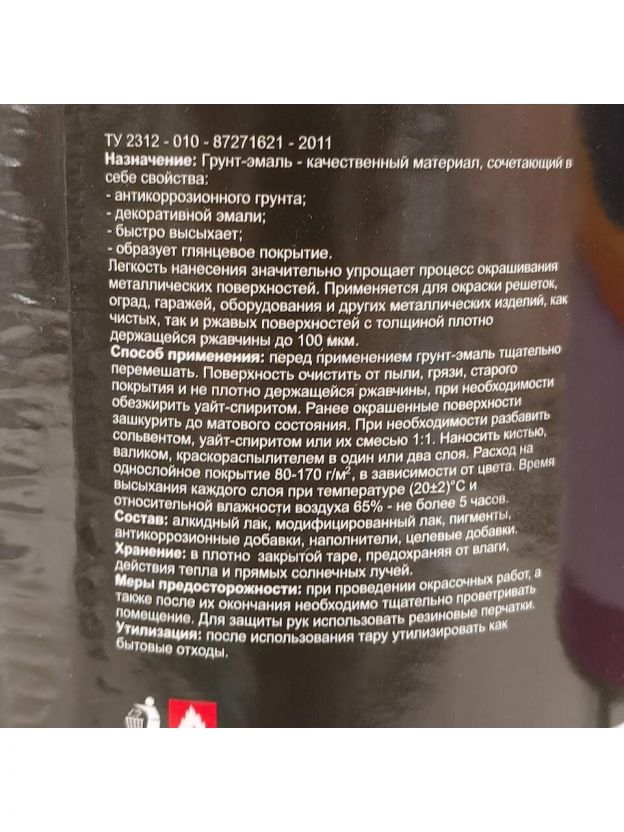 ТУ 2312 - 010 - 87271621 - 2011
Назначение: Грунт-эмаль - качественный материал, сочетающий в
себе свойства:
- антикоррозионного грунта;
- декоративной эмали;
- быстро высыхает;
- образует глянцевое покрытие.
Легкость нанесения значительно упрощает процесс окрашивания
металлических поверхностей. Применяется для окраски решеток,
оград, гаражей, оборудования и других металлических изделий, как
чистых, так и ржавых поверхностей с толщиной плотно
держащейся ржавчины до 100 мкм.
Способ применения: перед применением грунт-эмаль тщательно
перемешать. Поверхность очистить от пыли, грязи, старого
покрытия и не плотно держащейся ржавчины, при необходимости
обезжирить уайт-спиритом. Ранее окрашенные поверхности
зашкурить до матового состояния. При необходимости разбавить
сольвентом, уайт-спиритом или их смесью 1:1. Наносить кистью,
валиком, краскораспылителем в один или два слоя. Расход на
однослойное покрытие 80-170 г/м², в зависимости от цвета. Время
высыхания каждого слоя при температуре (20±2)°С и
относительной влажности воздуха 65% - не более 5 часов.
Состав: алкидный лак, модифицированный лак, пигменты,
антикоррозионные добавки, наполнители, целевые добавки.
Хранение: в плотно закрытой таре, предохраняя от влаги,
действия тепла и прямых солнечных лучей.
Меры предосторожности: при проведении окрасочных работ, а
также после их окончания необходимо тщательно проветривать
помещение. Для защиты рук использовать резиновые перчатки.
Утилизация: после использования тару утилизировать как
бытовые отходы.